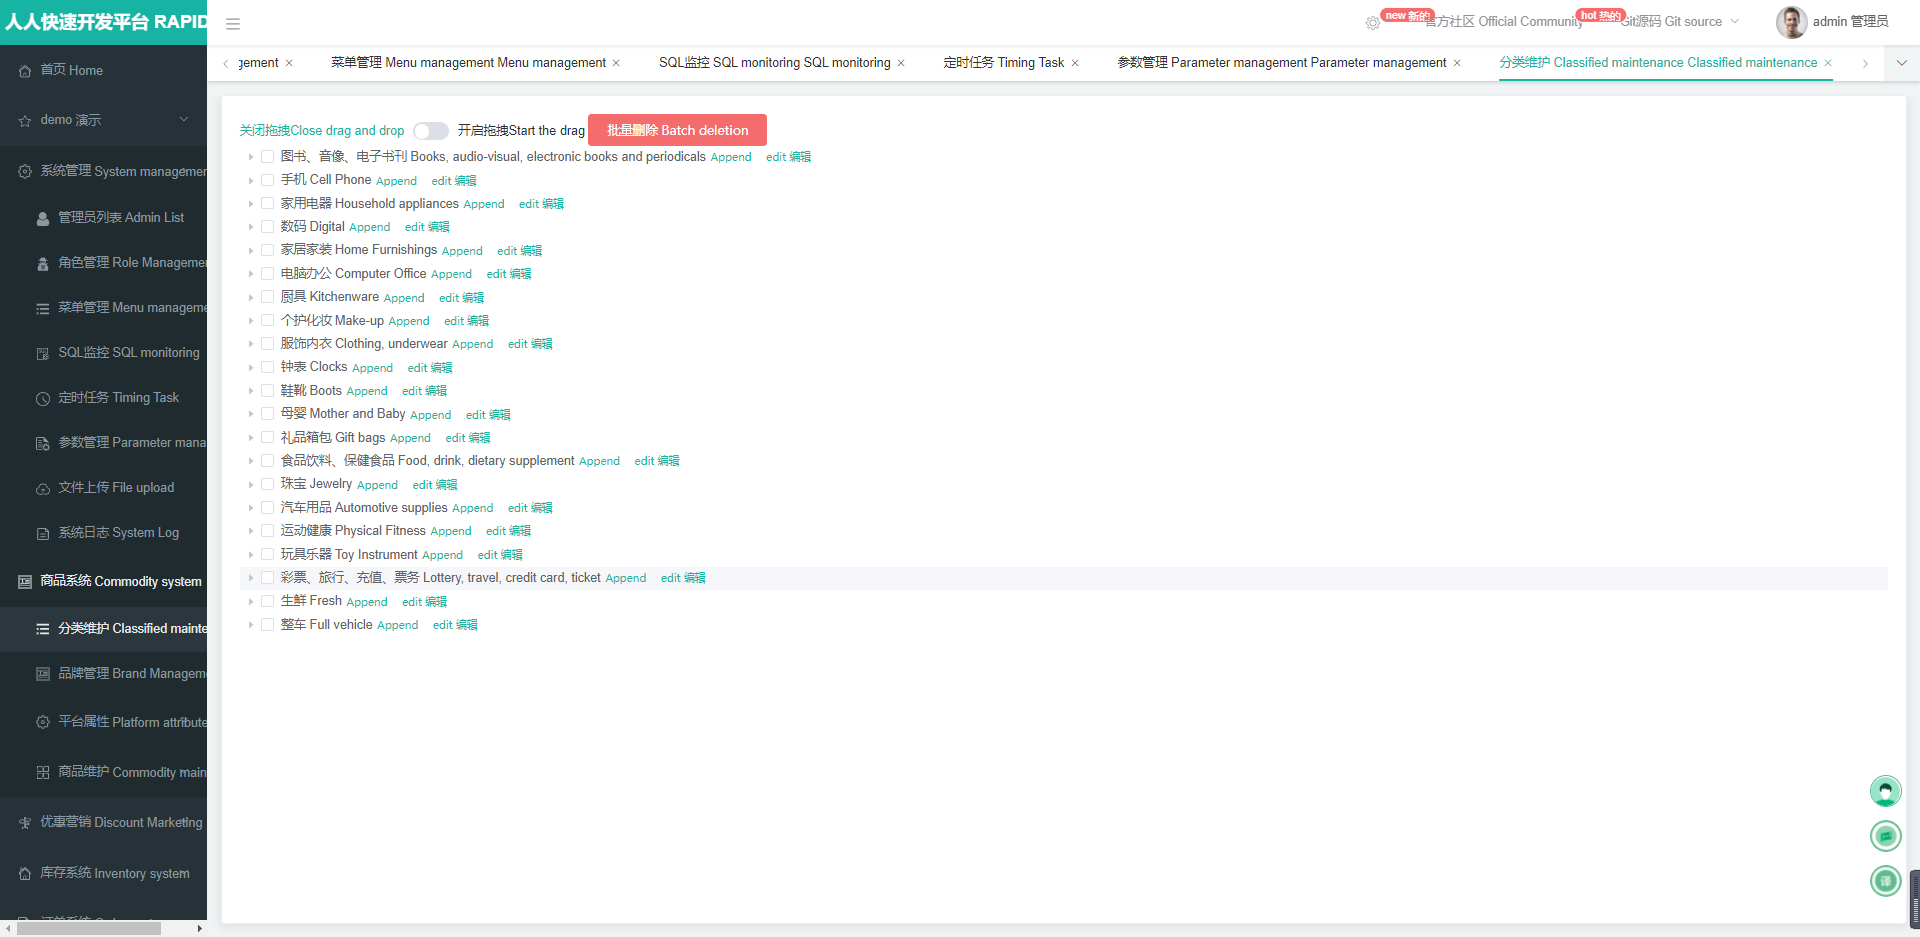 人人快速开发平台 RAPID
new 新的
官方社区 Official Community
hot 热的
Git源码 Git source
admin 管理员
首页 Home
demo 演示
系统管理 System managemen
管理员列表 Admin List
角色管理 Role Manageme
菜单管理 Menu manageme
SQL监控 SQL monitoring
定时任务 Timing Task
参数管理 Parameter mana
文件上传 File upload
系统日志 System Log
商品系统 Commodity system
分类维护 Classified mainte
品牌管理 Brand Managem
平台属性 Platform attribute
商品维护 Commodity main
优惠营销 Discount Marketing
库存系统 Inventory system
gement
菜单管理 Menu management Menu management
SQL监控 SQL monitoring SQL monitoring
定时任务 Timing Task
参数管理 Parameter management Parameter management
分类维护 Classified maintenance Classified maintenance
关闭拖拽Close drag and drop 开启拖拽Start the drag 批量删除 Batch deletion
图书、音像、电子书刊 Books, audio-visual, electronic books and periodicals Append edit 编辑
手机 Cell Phone Append edit 编辑
家用电器 Household appliances Append edit 编辑
数码 Digital Append edit 编辑
家居家装 Home Furnishings Append edit 编辑
电脑办公 Computer Office Append edit 编辑
厨具 Kitchenware Append edit 编辑
个护化妆 Make-up Append edit 编辑
服饰内衣 Clothing, underwear Append edit 编辑
钟表 Clocks Append edit 编辑
鞋靴 Boots Append edit 编辑
母婴 Mother and Baby Append edit 编辑
礼品箱包 Gift bags Append edit 编辑
食品饮料、保健食品 Food, drink, dietary supplement Append edit 编辑
珠宝 Jewelry Append edit 编辑
汽车用品 Automotive supplies Append edit 编辑
运动健康 Physical Fitness Append edit 编辑
玩具乐器 Toy Instrument Append edit 编辑
彩票、旅行、充值、票务 Lottery, travel, credit card, ticket Append edit 编辑
生鲜 Fresh Append edit 编辑
整车 Full vehicle Append edit 编辑
译